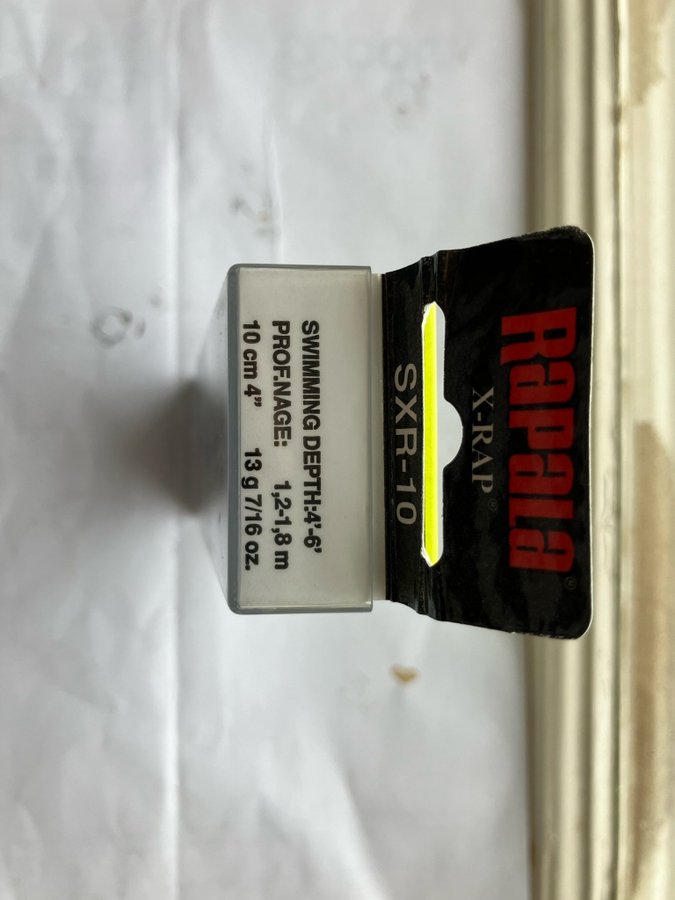 RapaLa®
X-RAP®
SXR-10
SWIMMING DEPTH:4'-6'
PROF.NAGE: 1,2-1,8 m
10 cm 4" 13 g 7/16 oz.